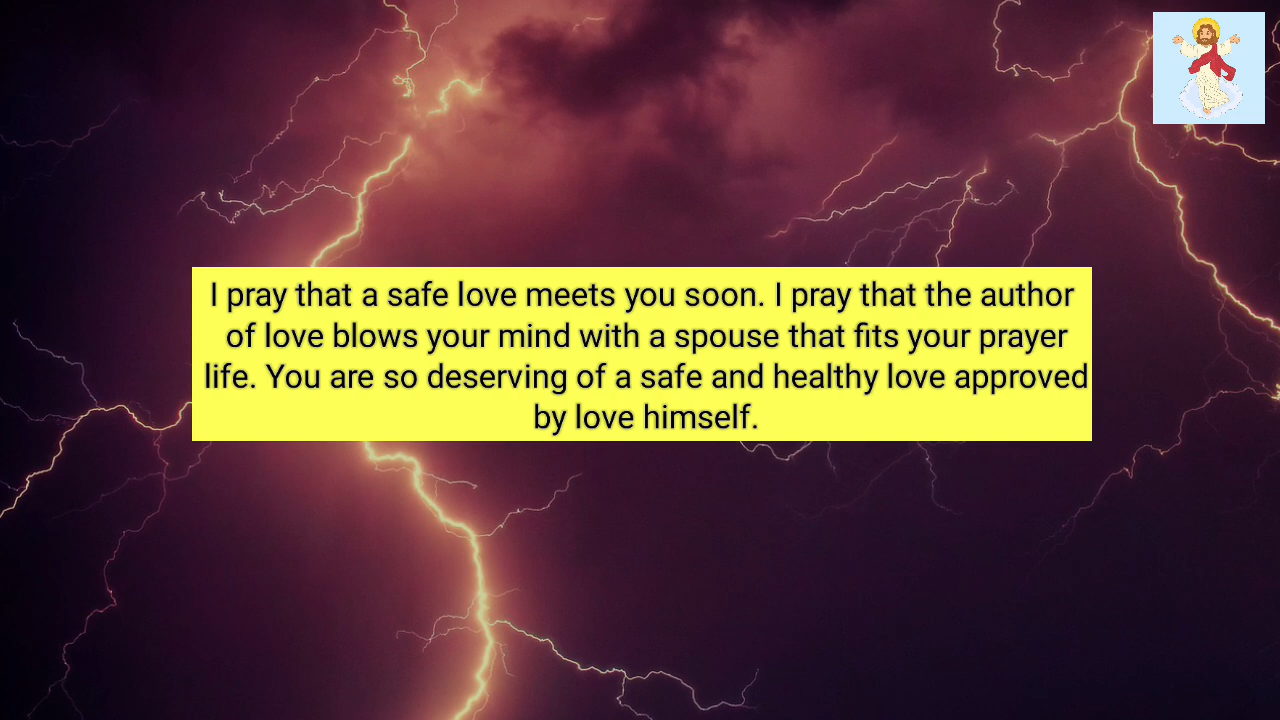 I pray that a safe love meets you soon. I pray that the author
of love blows your mind with a spouse that fits your prayer
life. You are so deserving of a safe and healthy love approved
by love himself.